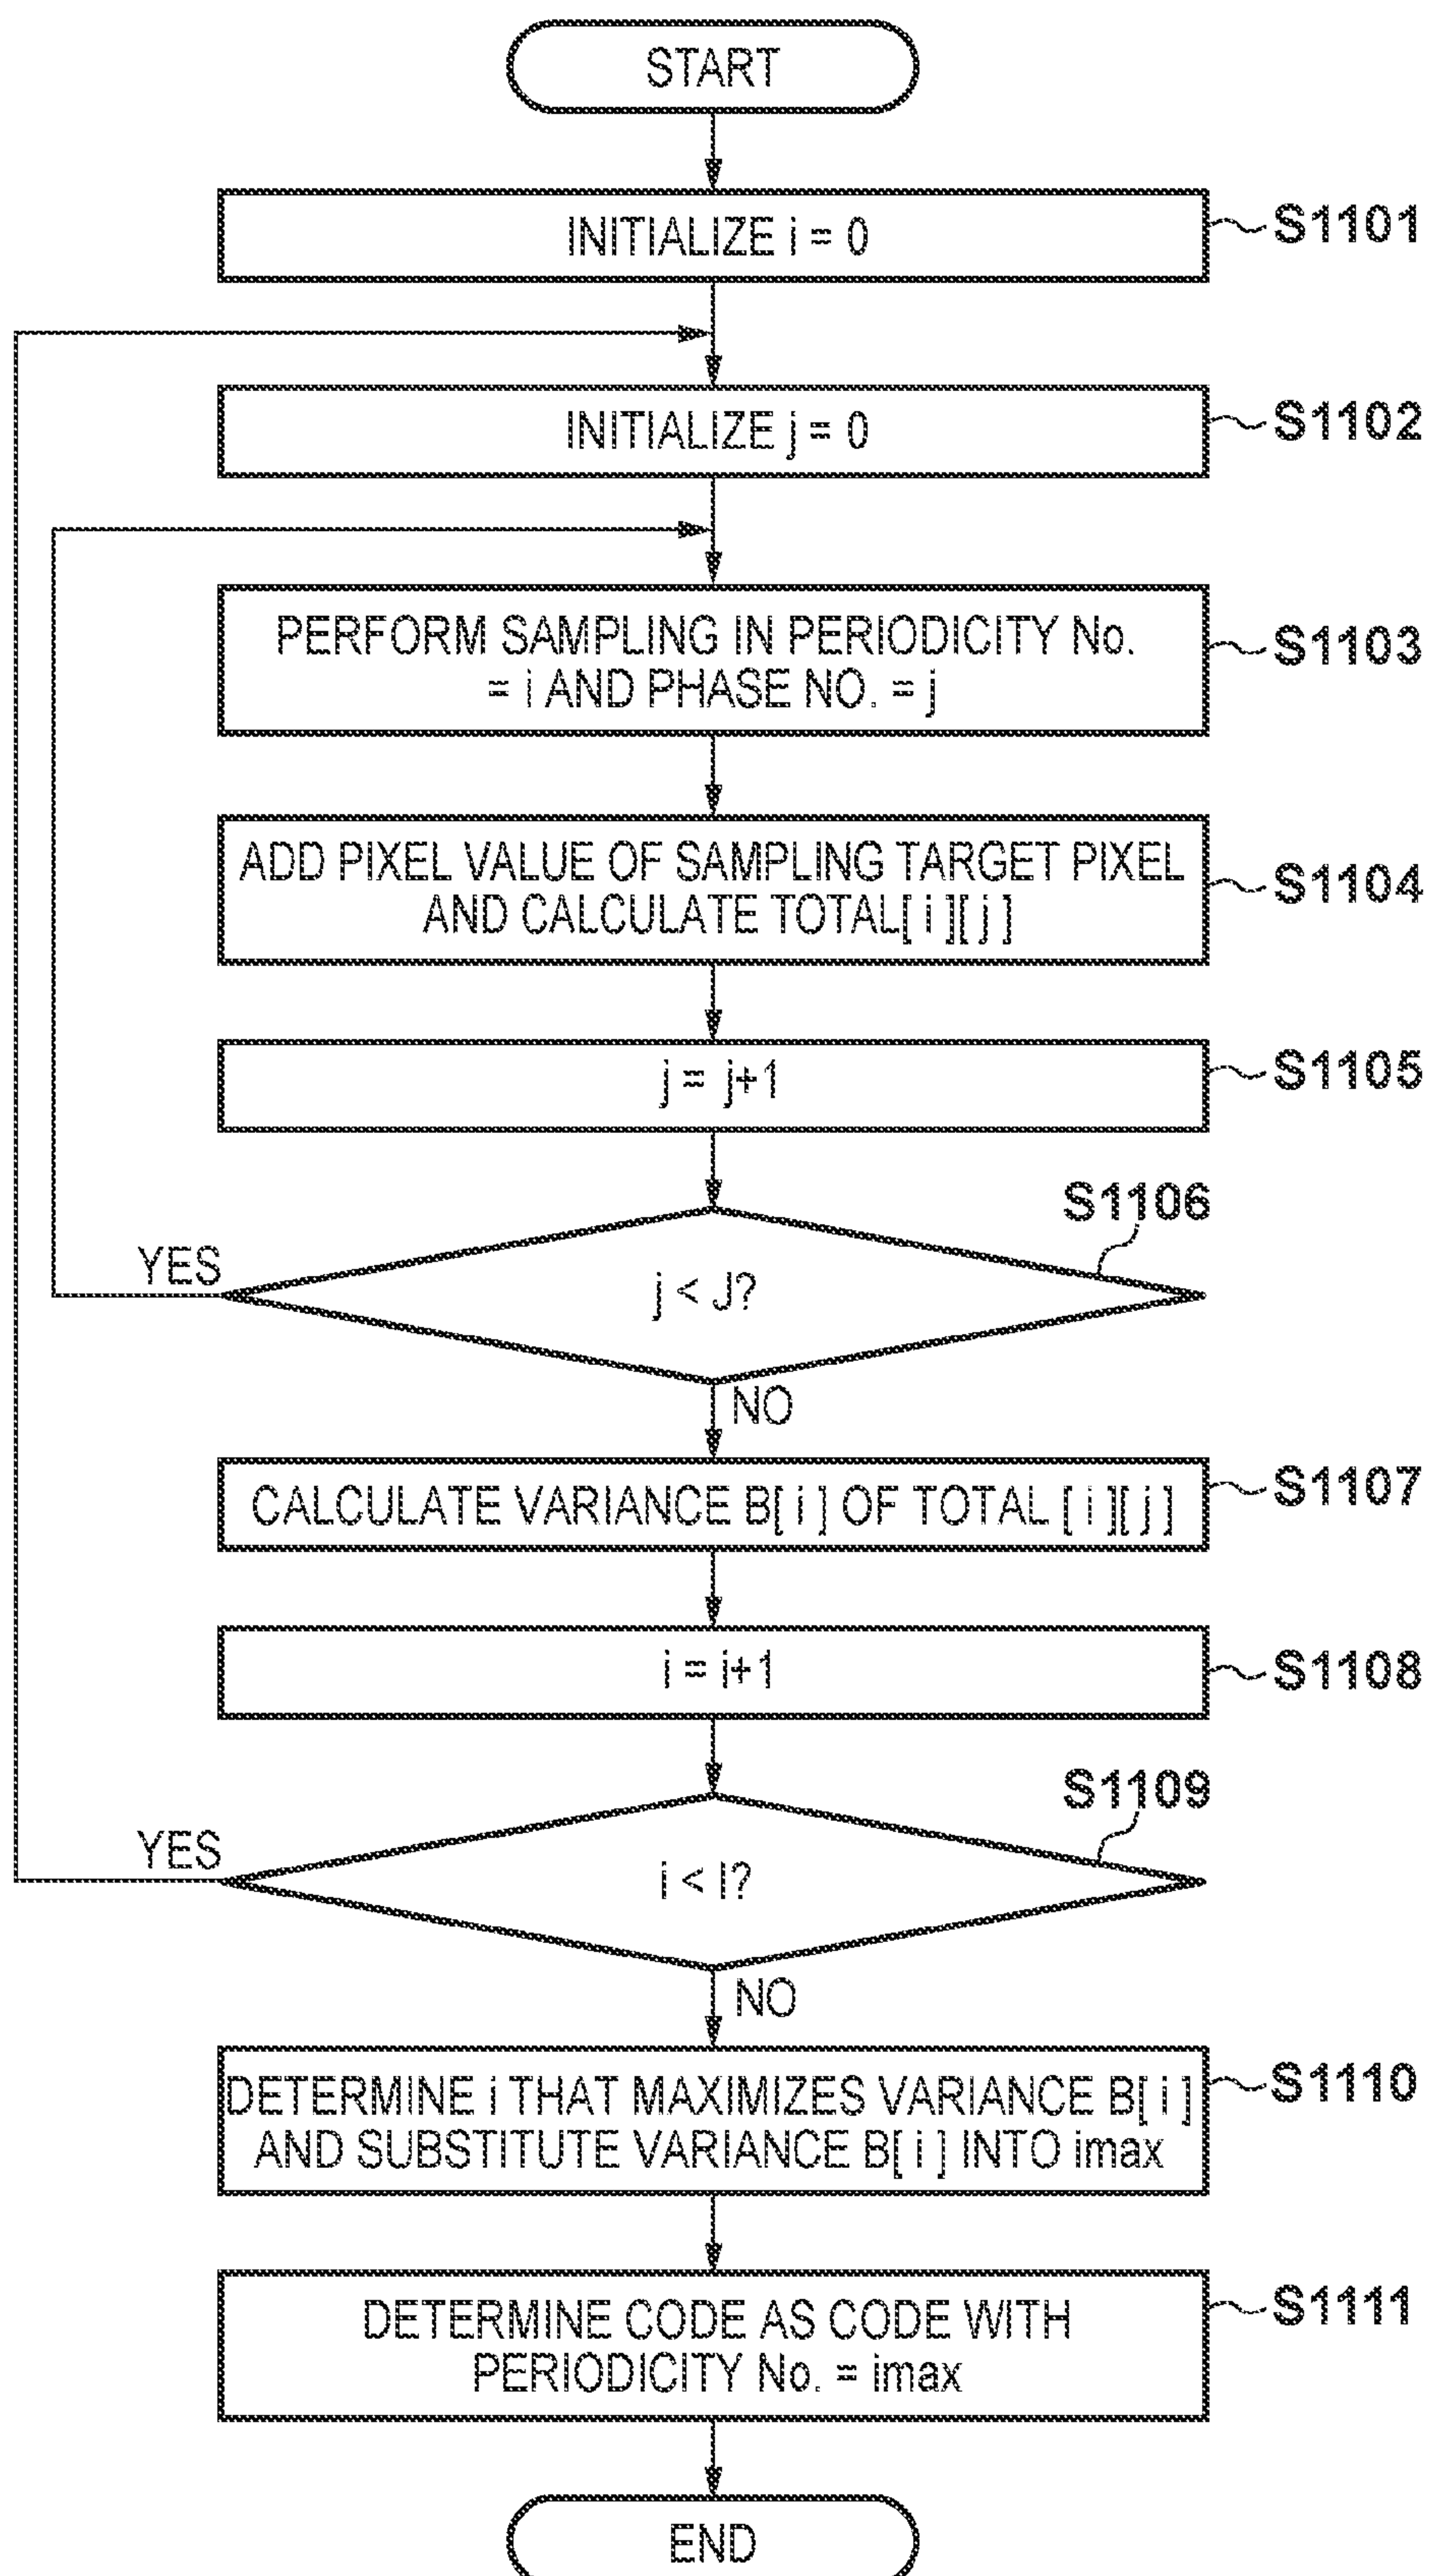 START
INITIALIZE i = 0
S1101
INITIALIZE j = 0
S1102
PERFORM SAMPLING IN PERIODICITY No.
= i AND PHASE NO. = j
S1103
ADD PIXEL VALUE OF SAMPLING TARGET PIXEL
AND CALCULATE TOTAL[ i ][ j ]
S1104
j = j+1
S1105
S1106
YES
j < J?
NO
CALCULATE VARIANCE B[ i ] OF TOTAL [ i ][ j ]
S1107
i = i+1
S1108
S1109
YES
i < I?
NO
DETERMINE i THAT MAXIMIZES VARIANCE B[ i ]
AND SUBSTITUTE VARIANCE B[ i ] INTO imax
S1110
DETERMINE CODE AS CODE WITH
PERIODICITY No. = imax
S1111
END